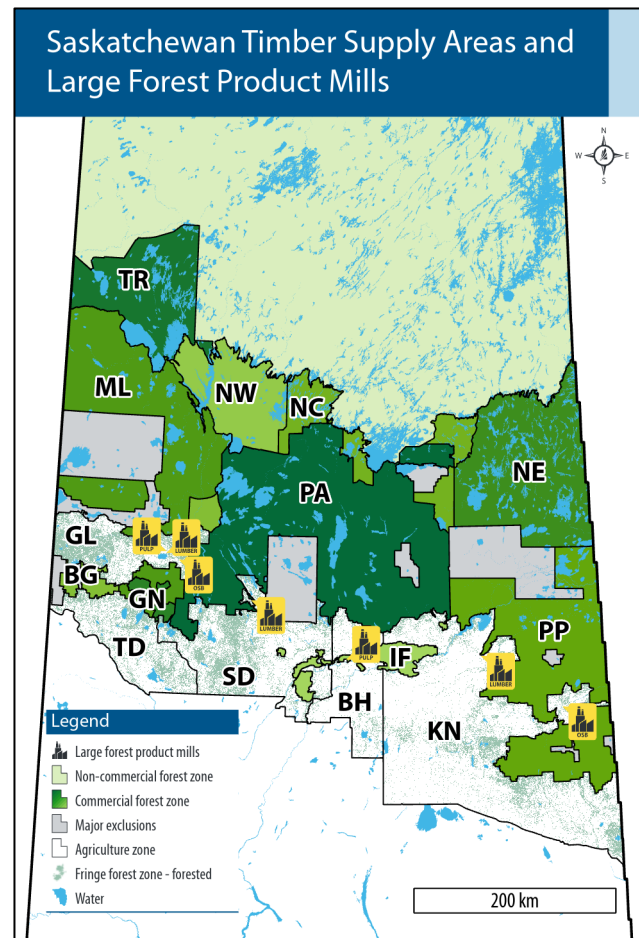 Saskatchewan Timber Supply Areas and
Large Forest Product Mills
N
W E
S
TR
ML
NW
NC
NE
PA
GL
PULP
LUMBER
BG
OSB
GN
LUMBER
PP
TD
PULP
IF
SD
LUMBER
BH
KN
OSB
Legend
Large forest product mills
Non-commercial forest zone
Commercial forest zone
Major exclusions
Agriculture zone
Fringe forest zone - forested
Water
200 km